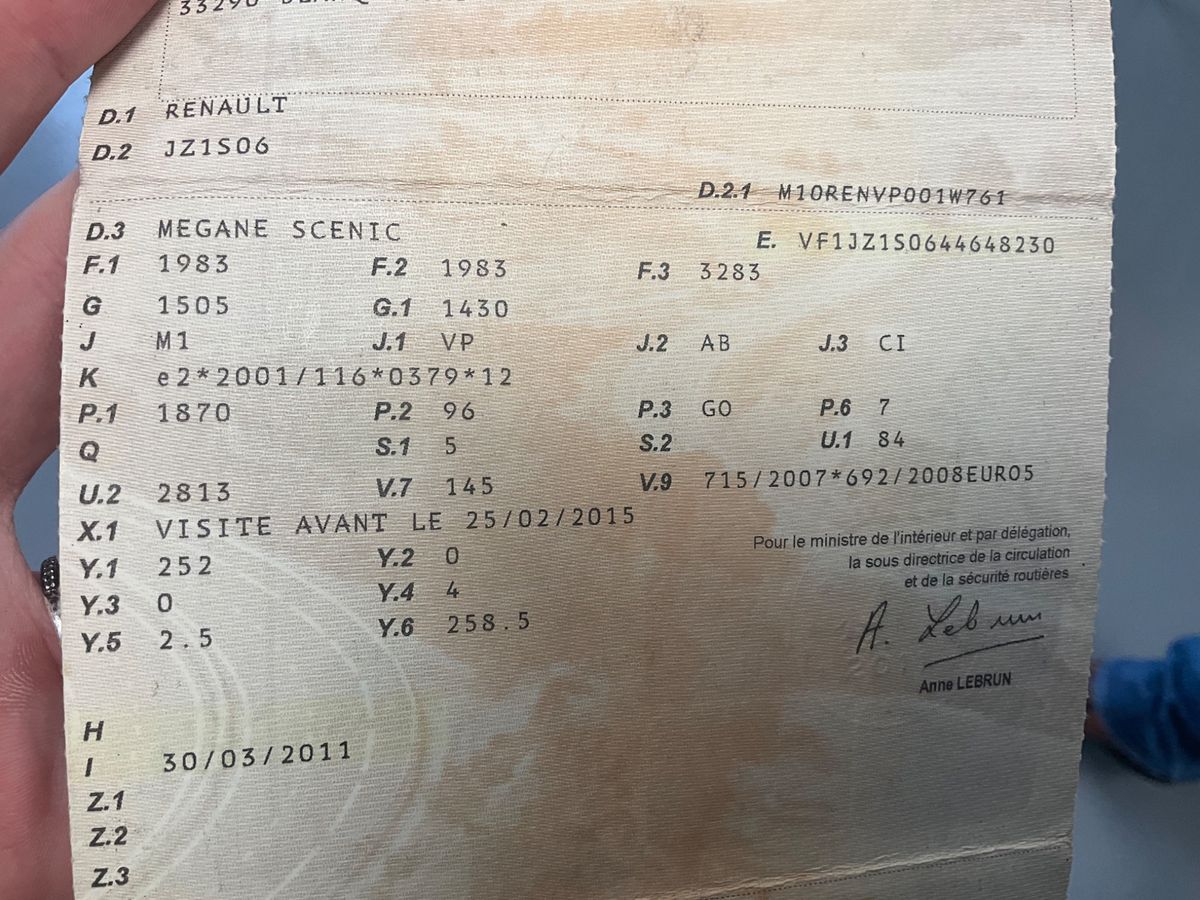 33290
D.1 RENAULT
D.2 JZ1S06
D.2.1 M10RENVP001W761
D.3 MEGANE SCENIC
E. VF1JZ1S0644648230
F.1 1983 F.2 1983 F.3 3283
G 1505 G.1 1430
J M1 J.1 VP J.2 AB J.3 CI
K e2*2001/116*0379*12
P.1 1870 P.2 96 P.3 GO P.6 7
Q S.1 5 S.2 U.1 84
U.2 2813 V.7 145 V.9 715/2007*692/2008EURO5
X.1 VISITE AVANT LE 25/02/2015
Pour le ministre de l'intérieur et par délégation,
la sous directrice de la circulation
et de la sécurité routières
Y.1 252 Y.2 0
Y.3 0 Y.4 4
Y.5 2.5 Y.6 258.5
A. Lebrun
Anne LEBRUN
H
I 30/03/2011
Z.1
Z.2
Z.3